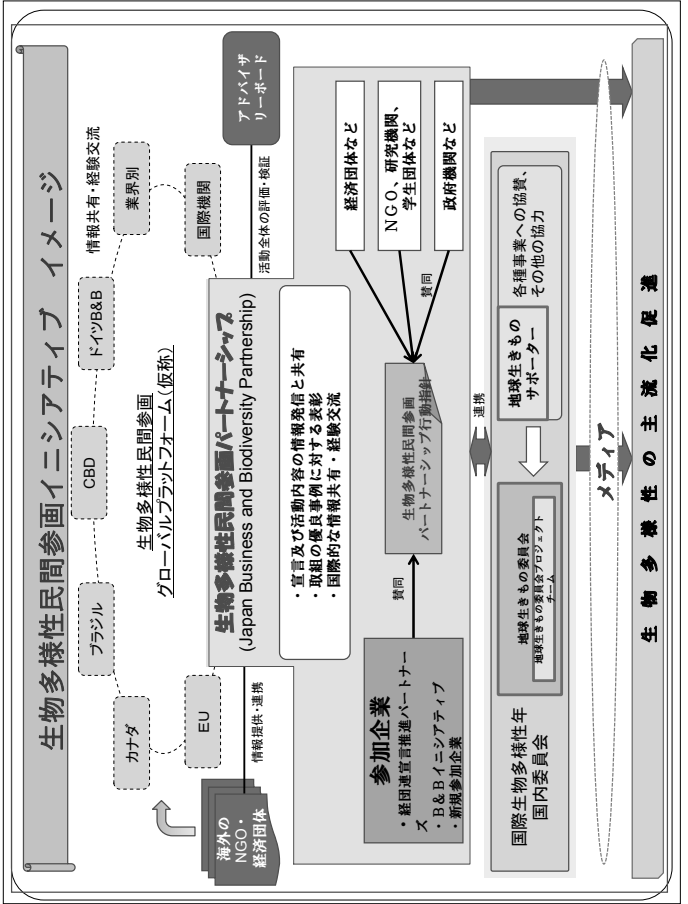 生物多様性民間参画イニシアティブ イメージ
情報共有・経験交流
カナダ
ブラジル
CBD
ドイツB&B
業界別
EU
国際機関
生物多様性民間参画
グローバルプラットフォーム(仮称)
海外の
NGO・
経済団体
情報提供・連携
生物多様性民間参画パートナーシップ
(Japan Business and Biodiversity Partnership)
活動全体の評価・検証
アドバイザ
リーボード
・宣言及び活動内容の情報発信と共有
・取組の優良事例に対する表彰
・国際的な情報共有・経験交流
参加企業
・経団連宣言推進パートナー
ズ
・B&Bイニシアティブ
・新規参加企業
賛同
生物多様性民間参画
パートナーシップ行動指針
賛同
経済団体など
NGO、研究機関、
学生団体など
政府機関など
連携
国際生物多様性年
国内委員会
地球生きもの委員会
地球生きもの委員会プロジェクト
チーム
地球生きもの
サポーター
各種事業への協賛、
その他の協力
メディア
生物多様性の主流化促進